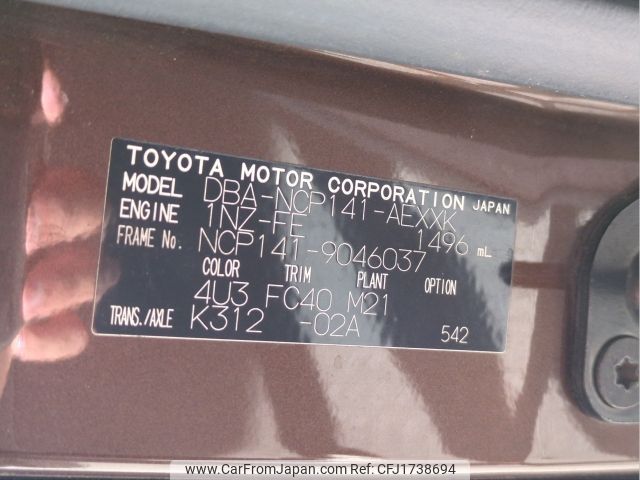 TOYOTA MOTOR CORPORATION JAPAN
MODEL DBA-NCP141-AEXXK
ENGINE 1NZ-FE 1496 mL
FRAME No. NCP141-9046037
COLOR TRIM PLANT OPTION
4U3 FC40 M21
TRANS./AXLE K312 -02A 542
www.CarFromJapan.com Ref. CFJ1738694